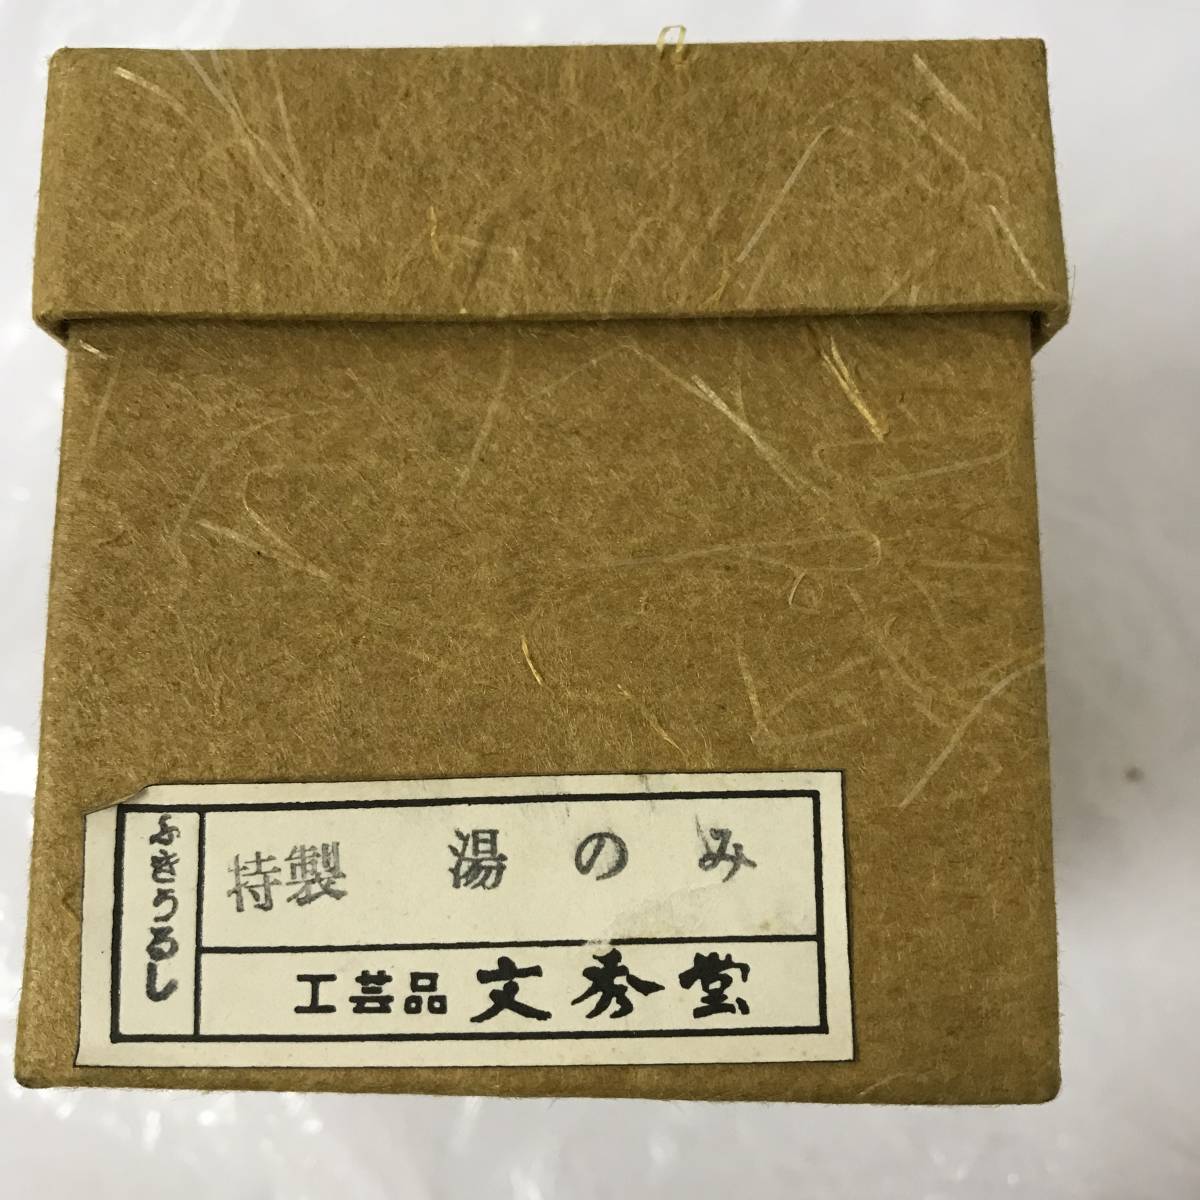 ふきうるし
特製 湯のみ
工芸品 文秀堂